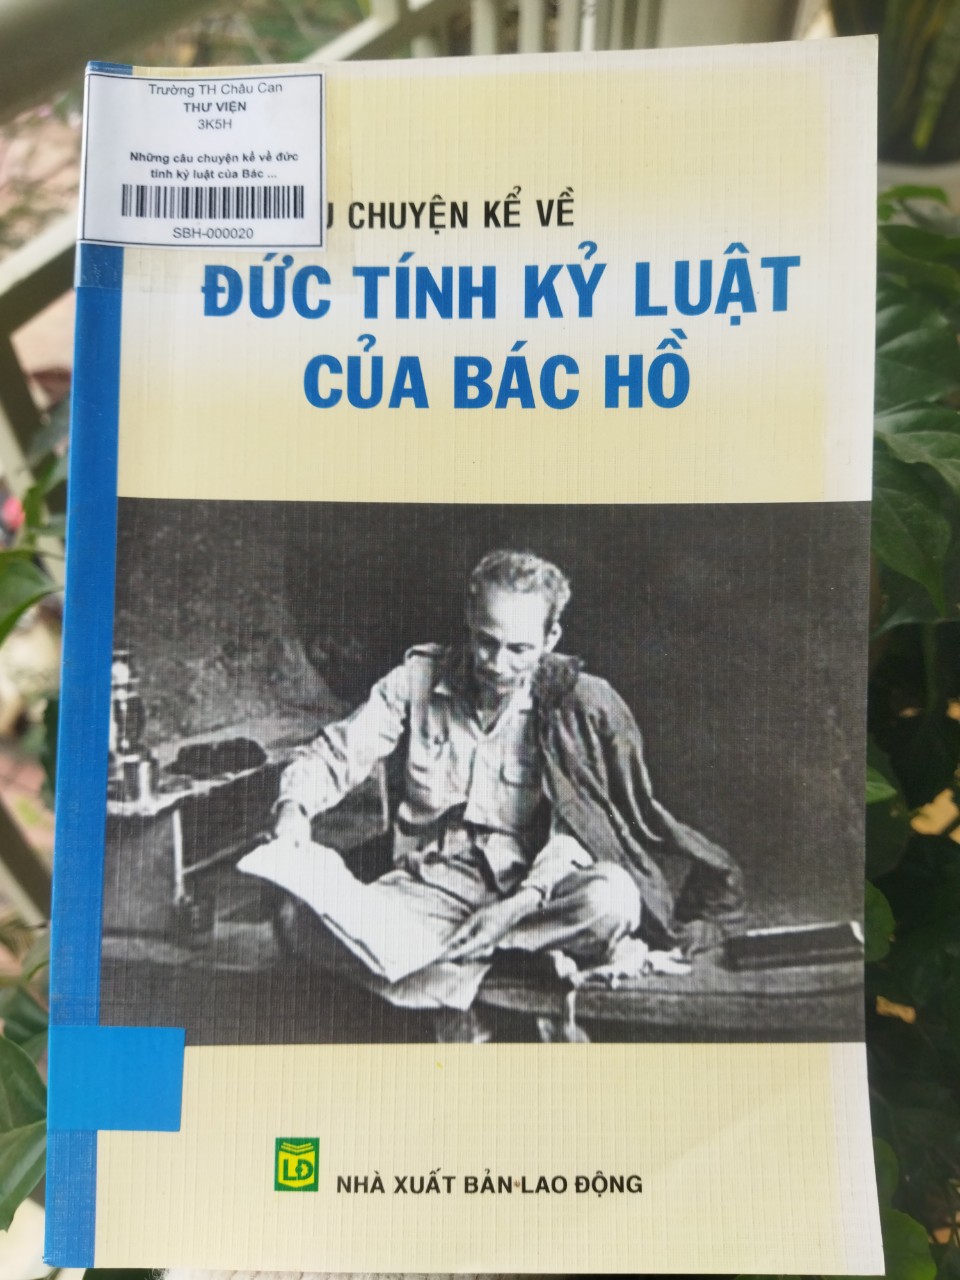 Trường TH Châu Can
THƯ VIỆN
3K5H
Những câu chuyện kể về đức
tính kỷ luật của Bác ...
SBH-000020
CHUYỆN KỂ VỀ
ĐỨC TÍNH KỶ LUẬT
CỦA BÁC HỒ
LĐ
NHÀ XUẤT BẢN LAO ĐỘNG